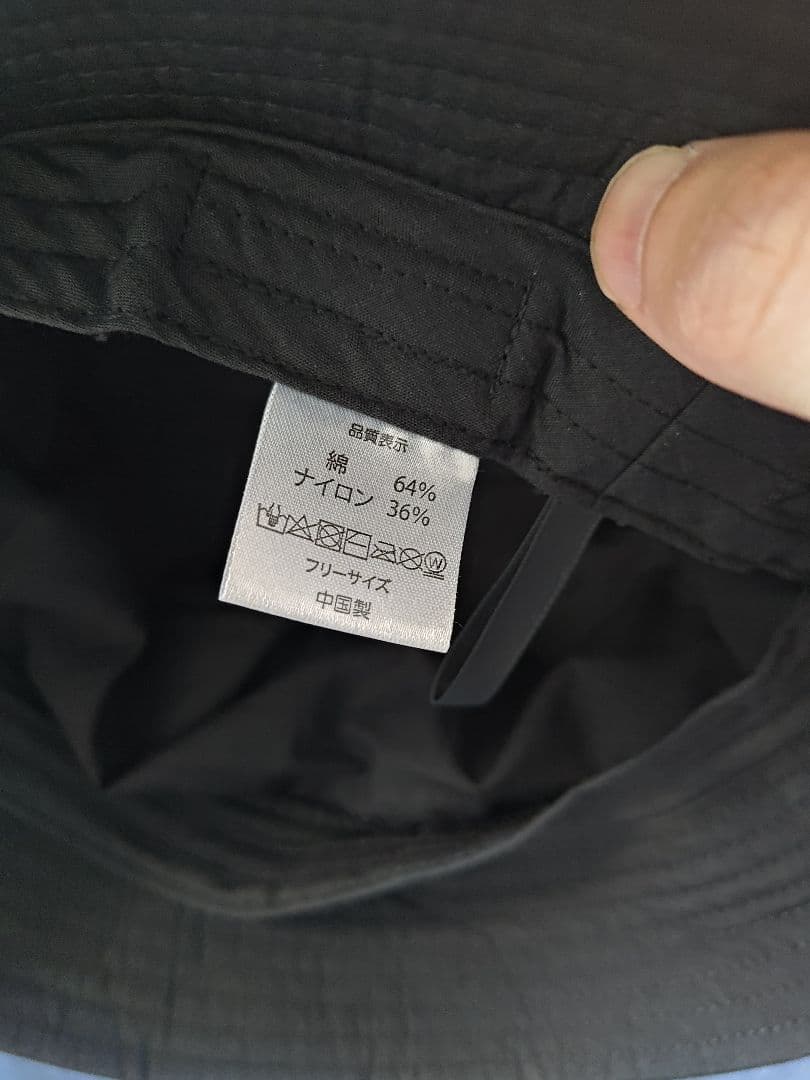 品質表示
綿 64%
ナイロン 36%
W
フリーサイズ
中国製